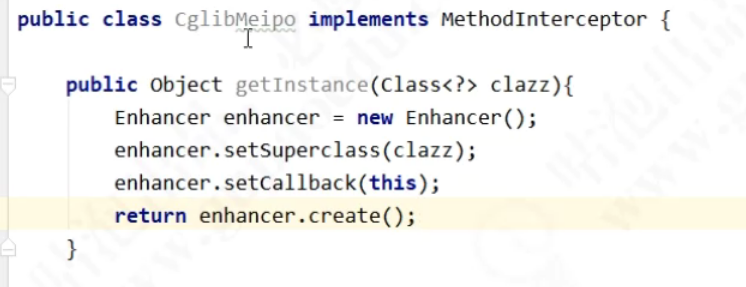 public class CglibMeipo implements MethodInterceptor {
public Object getInstance(Class<?> clazz){
Enhancer enhancer = new Enhancer();
enhancer.setSuperclass(clazz);
enhancer.setCallback(this);
return enhancer.create();
}